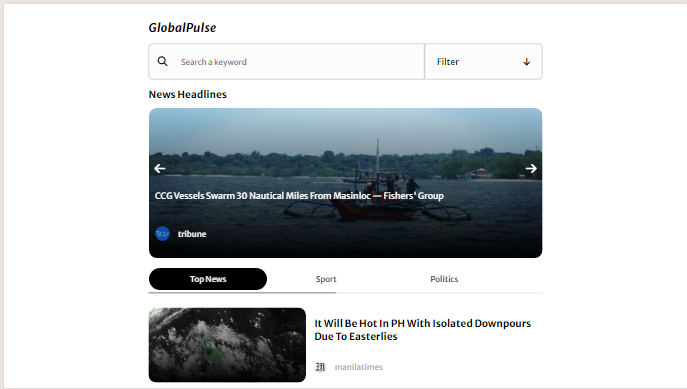 GlobalPulse
Search a keyword
Filter
News Headlines
CCG Vessels Swarm 30 Nautical Miles From Masinloc — Fishers' Group
tribune
Top News
Sport
Politics
It Will Be Hot In PH With Isolated Downpours
Due To Easterlies
manilatimes